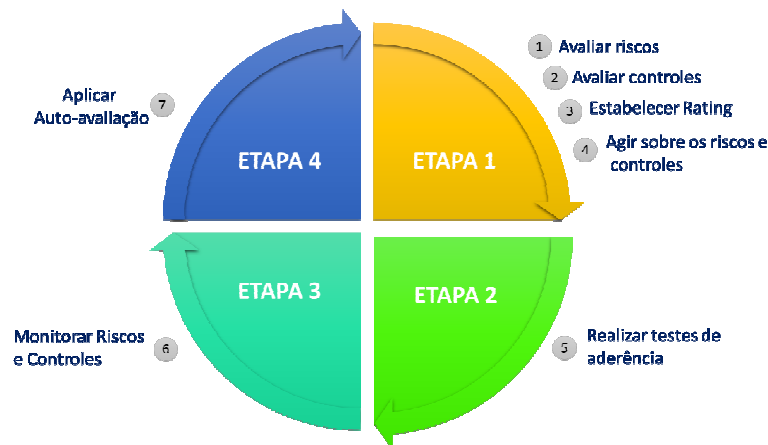 1 Avaliar riscos
2 Avaliar controles
3 Estabelecer Rating
4 Agir sobre os riscos e
controles
ETAPA 1
ETAPA 2
5 Realizar testes de
aderência
ETAPA 3
Monitorar Riscos
e Controles 6
ETAPA 4
Aplicar
Auto-avaliação 7